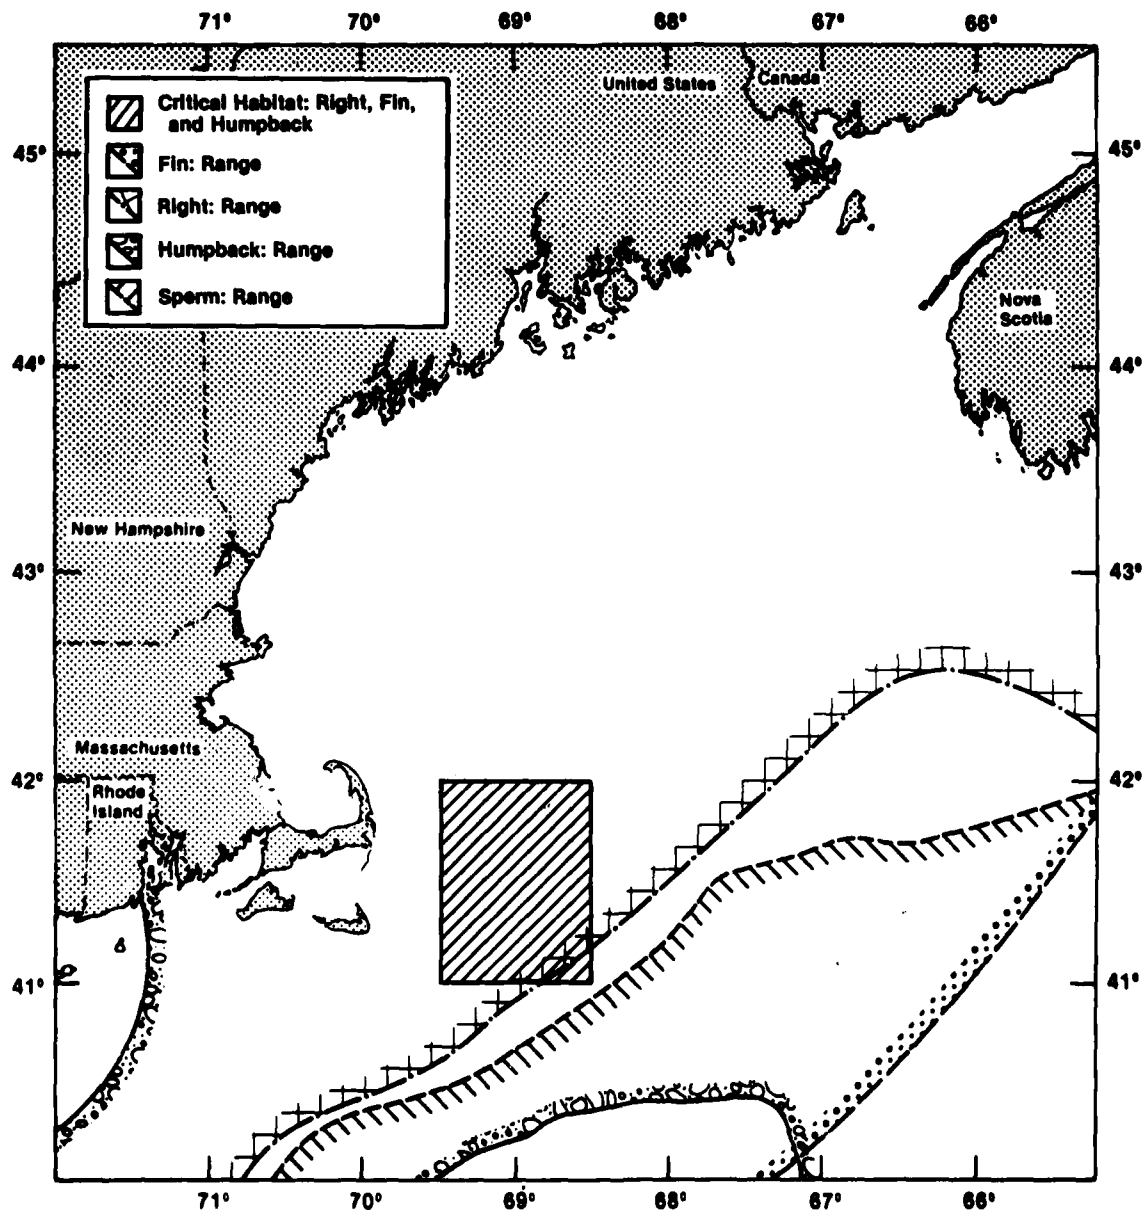 71° 70° 69° 68° 67° 66°
United States
Canada
Critical Habitat: Right, Fin,
and Humpback
Fin: Range
Right: Range
Humpback: Range
Sperm: Range
45° 45°
Nova
Scotia
44° 44°
New Hampshire
43° 43°
Massachusetts
42° 42°
Rhode
Island
41° 41°
71° 70° 69° 68° 67° 66°